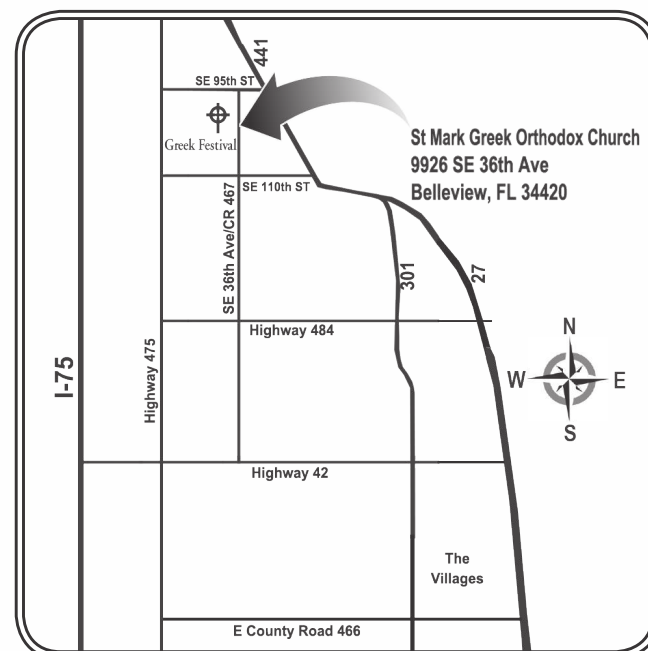 441
SE 95th ST
Greek Festival
St Mark Greek Orthodox Church
9926 SE 36th Ave
Belleview, FL 34420
SE 110th ST
SE 36th Ave/CR 467
301
27
Highway 484
N
W
E
S
I-75
Highway 475
Highway 42
The
Villages
E County Road 466